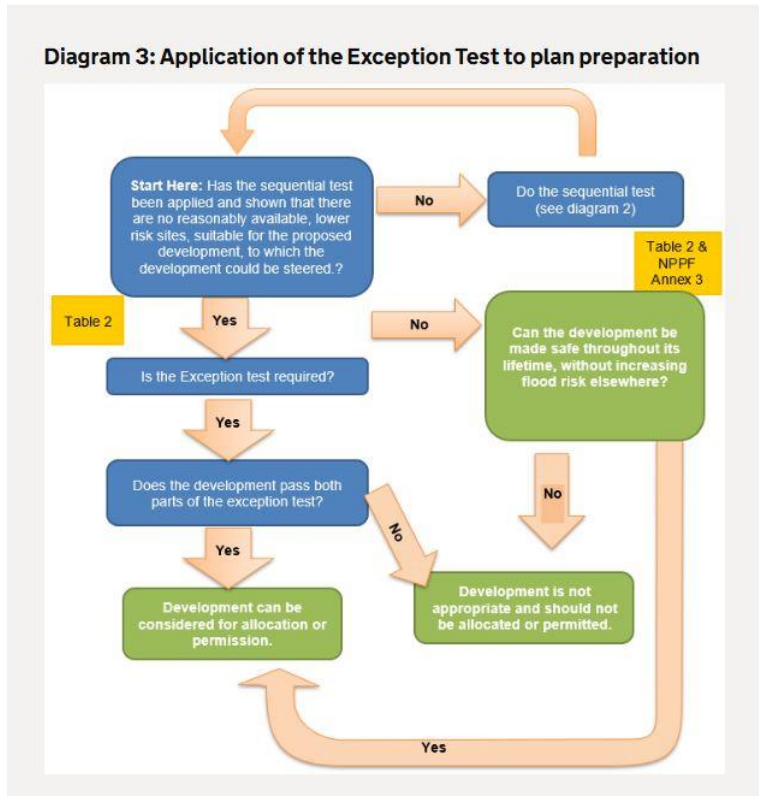 Diagram 3: Application of the Exception Test to plan preparation
Start Here: Has the sequential test
been applied and shown that there
are no reasonably available, lower
risk sites, suitable for the proposed
development, to which the
development could be steered.?
No
Do the sequential test
(see diagram 2)
Table 2 &
NPPF
Annex 3
Table 2
Yes
No
Can the development be
made safe throughout its
lifetime, without increasing
flood risk elsewhere?
Is the Exception test required?
Yes
Does the development pass both
parts of the exception test?
No
No
Yes
Development can be
considered for allocation or
permission.
Development is not
appropriate and should not
be allocated or permitted.
Yes